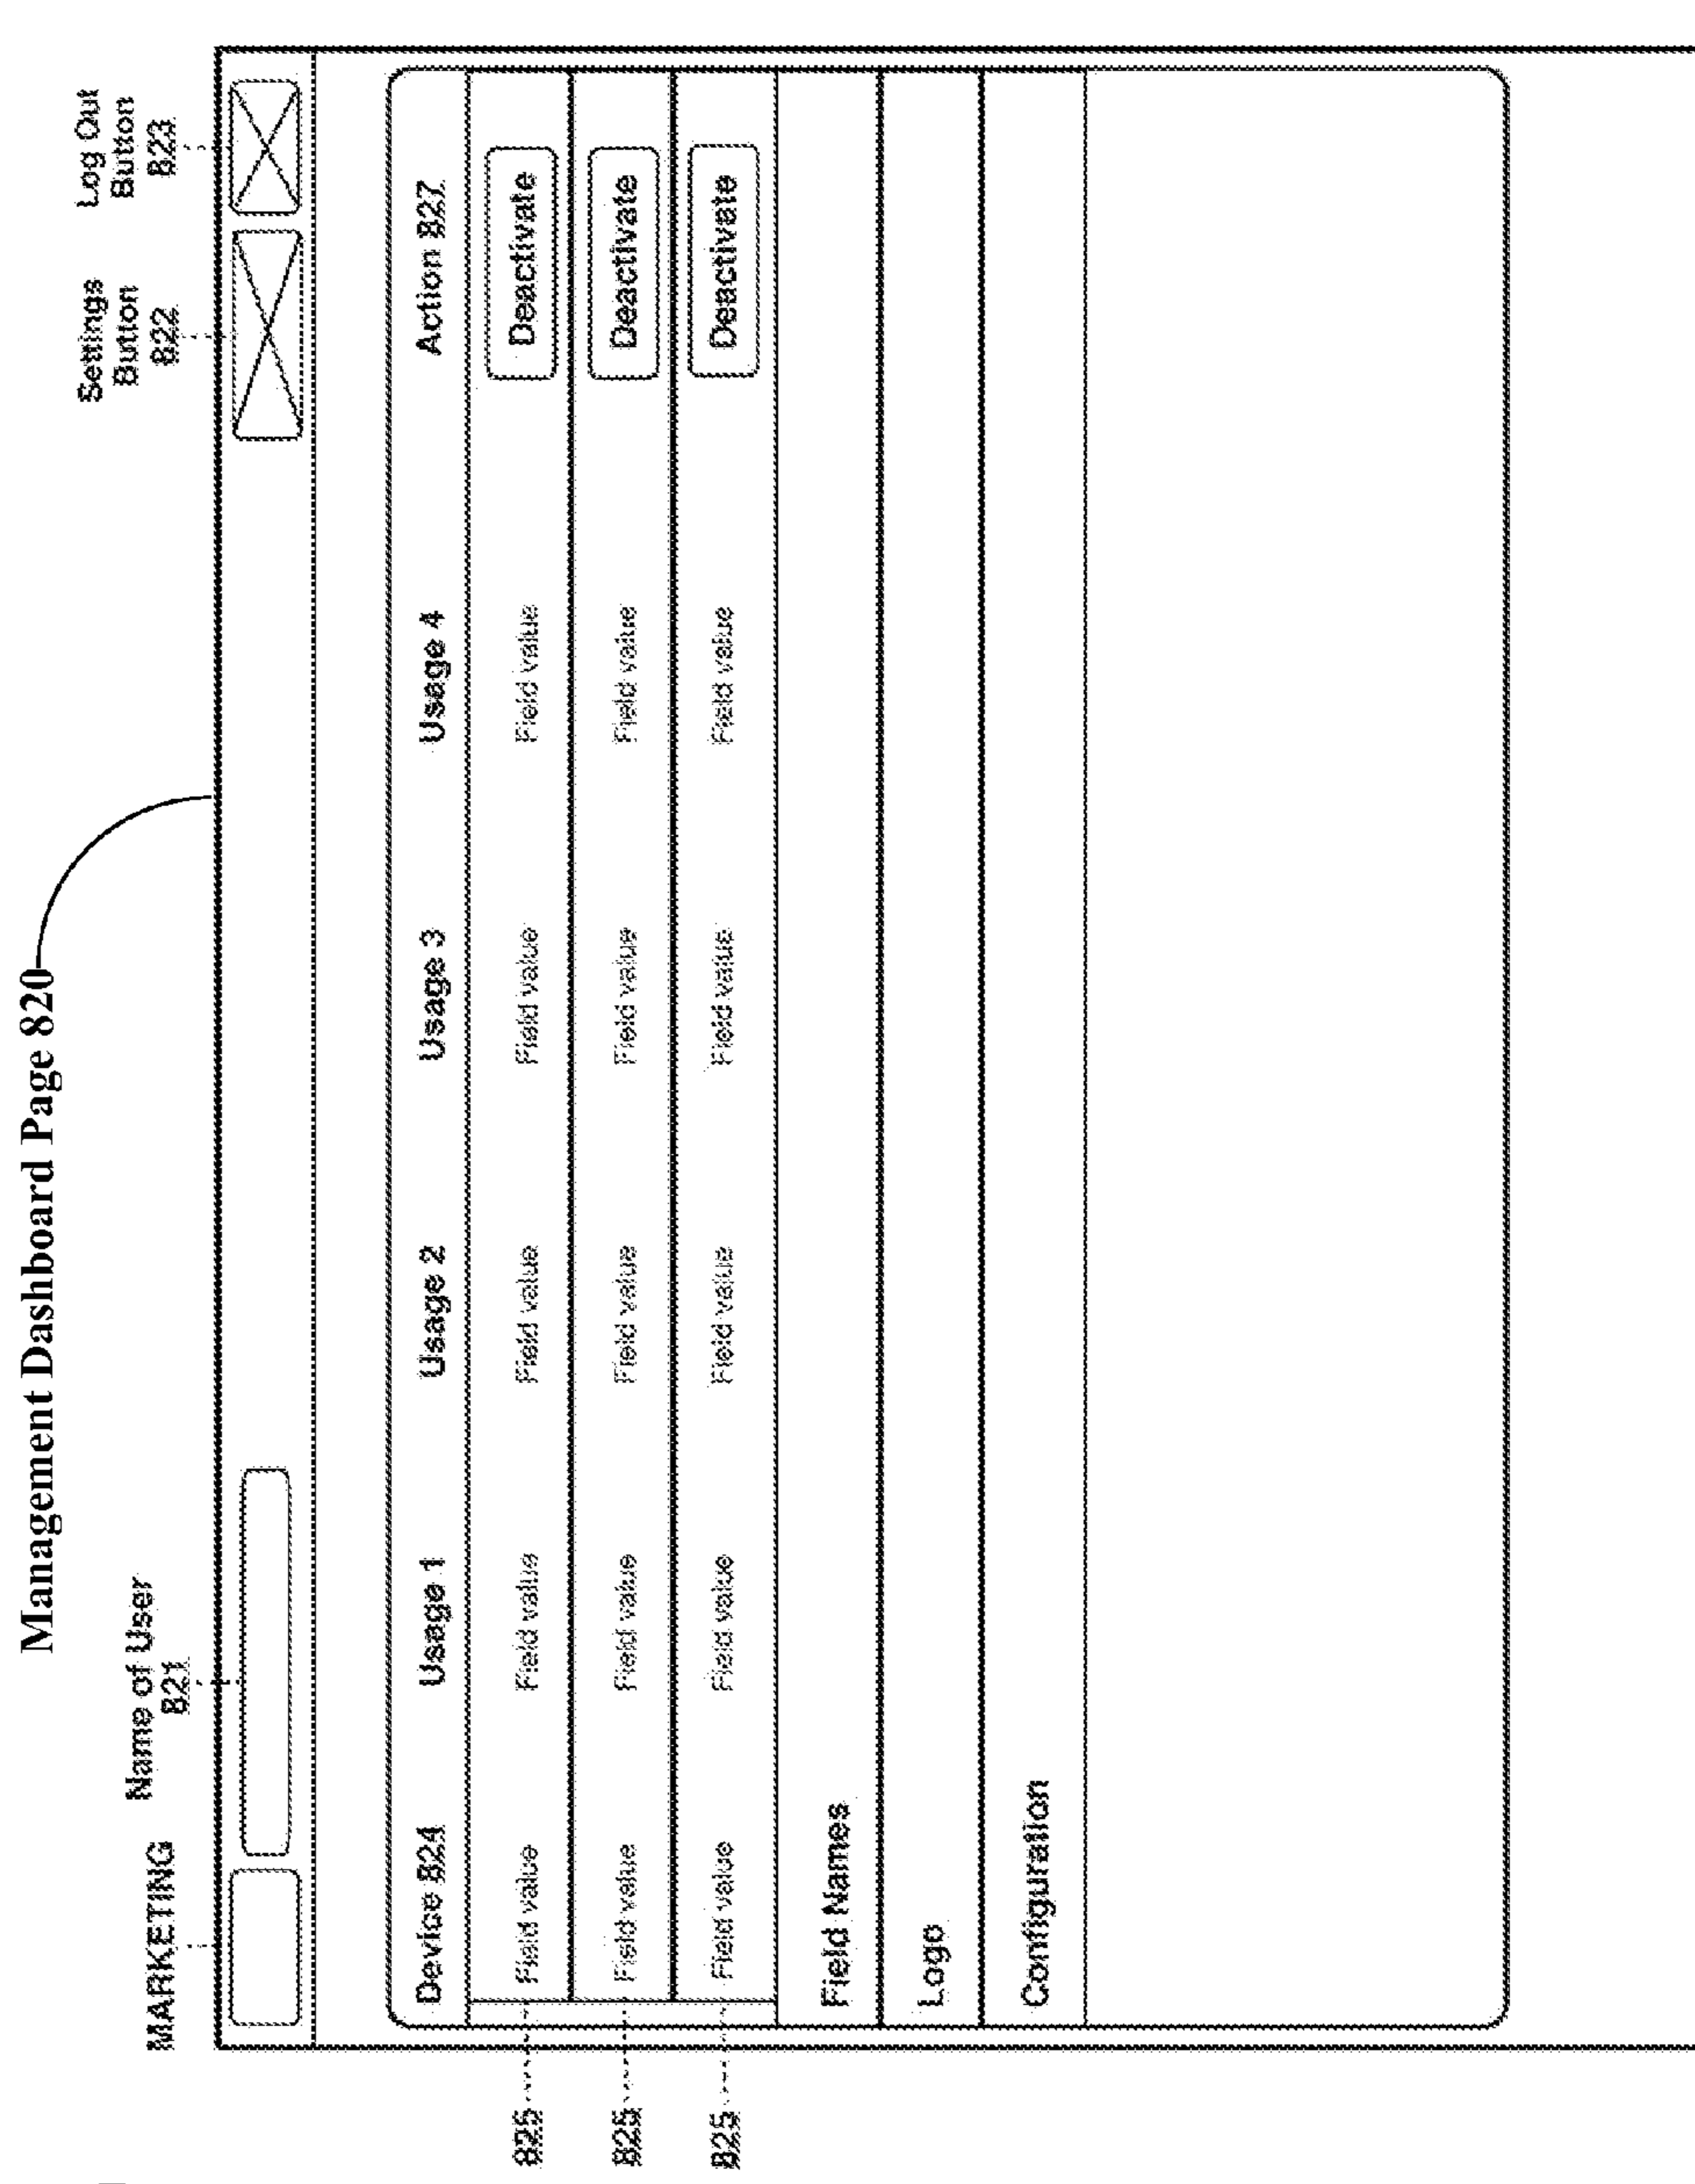 Management Dashboard Page 820
MARKETING
Name of User
821
Settings
Button
822
Log Out
Button
823
Device 824 Usage 1 Usage 2 Usage 3 Usage 4 Action 827
825 Field value Field value Field value Field value Field value Deactivate
825 Field value Field value Field value Field value Field value Deactivate
825 Field value Field value Field value Field value Field value Deactivate
Field Names
Logo
Configuration